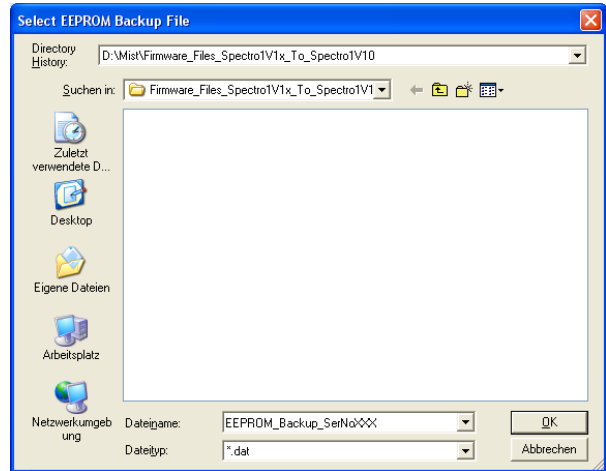 Select EEPROM Backup File
Directory
History:
D:\Mist\Firmware_Files_Spectro1V1x_To_Spectro1V10
Suchen in:
Firmware_Files_Spectro1V1x_To_Spectro1V1
Zuletzt
verwendete D...
Desktop
Eigene Dateien
Arbeitsplatz
Netzwerkumgeb
ung
Dateiname:
EEPROM_Backup_SerNoXXX
OK
Dateityp:
*.dat
Abbrechen